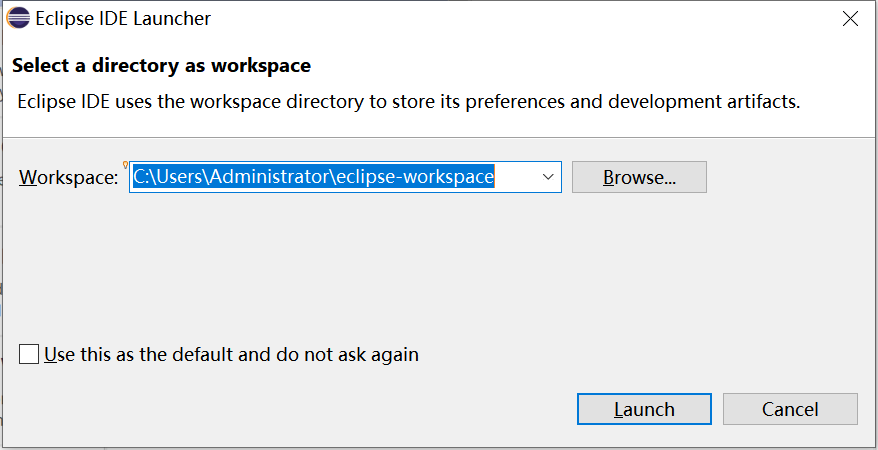 Eclipse IDE Launcher
Select a directory as workspace
Eclipse IDE uses the workspace directory to store its preferences and development artifacts.
Workspace: C:\Users\Administrator\eclipse-workspace Browse...
Use this as the default and do not ask again
Launch Cancel